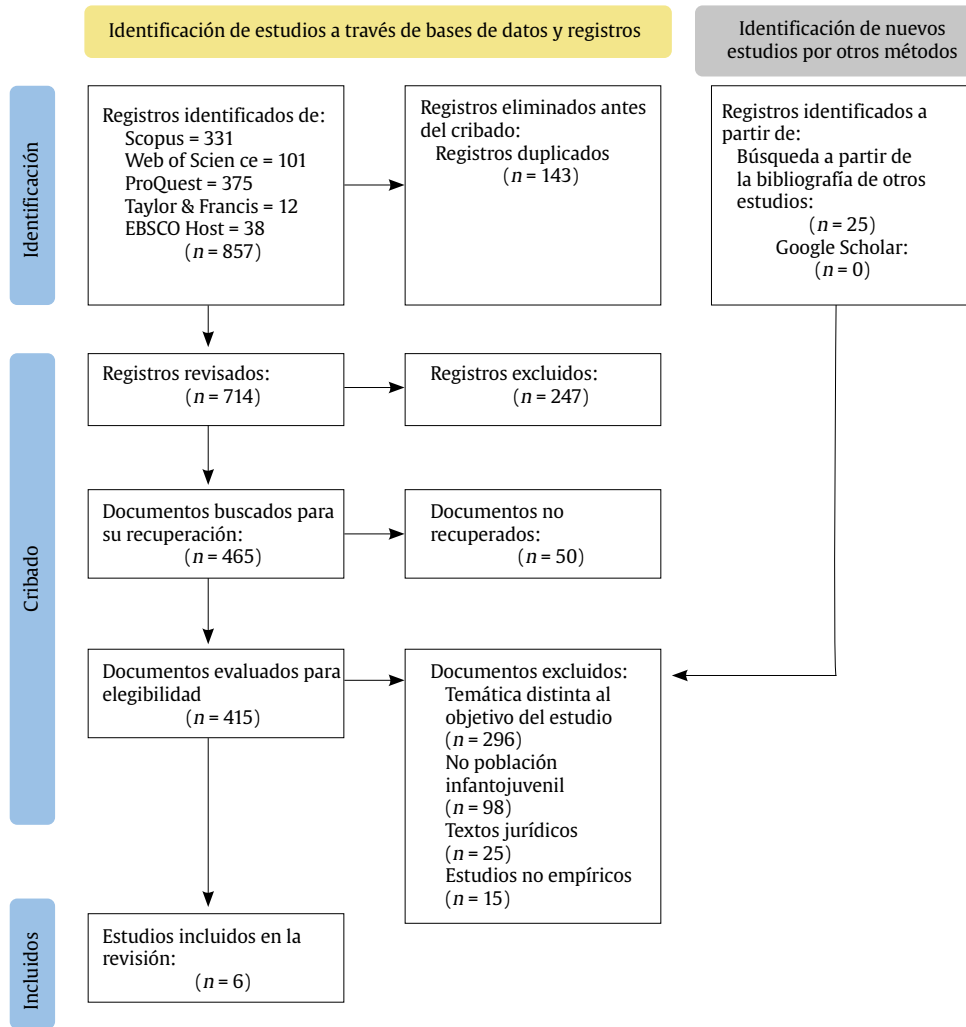 Identificación de estudios a través de bases de datos y registros
Identificación de nuevos
estudios por otros métodos
Identificación
Registros identificados de:
Scopus = 331
Web of Scien ce = 101
ProQuest = 375
Taylor & Francis = 12
EBSCO Host = 38
(n = 857)
Registros eliminados antes
del cribado:
Registros duplicados
(n = 143)
Registros identificados a
partir de:
Búsqueda a partir de
la bibliografía de otros
estudios:
(n = 25)
Google Scholar:
(n = 0)
Cribado
Registros revisados:
(n = 714)
Registros excluidos:
(n = 247)
Documentos buscados para
su recuperación:
(n = 465)
Documentos no
recuperados:
(n = 50)
Documentos evaluados para
elegibilidad
(n = 415)
Documentos excluidos:
Temática distinta al
objetivo del estudio
(n = 296)
No población
infantojuvenil
(n = 98)
Textos jurídicos
(n = 25)
Estudios no empíricos
(n = 15)
Incluidos
Estudios incluidos en la
revisión:
(n = 6)